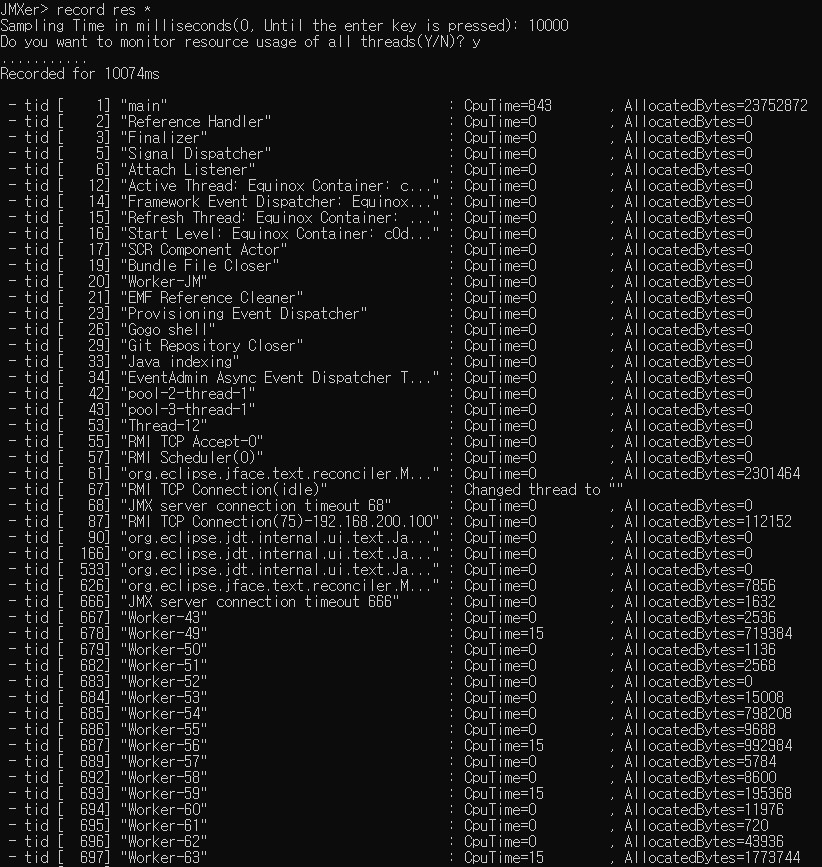 JMXer> record res *
Sampling Time in milliseconds(0, Until the enter key is pressed): 10000
Do you want to monitor resource usage of all threads(Y/N)? y
...........
Recorded for 10074ms
- tid [    1] "main" : CpuTime=843 , AllocatedBytes=23752872
- tid [    2] "Reference Handler" : CpuTime=0 , AllocatedBytes=0
- tid [    3] "Finalizer" : CpuTime=0 , AllocatedBytes=0
- tid [    5] "Signal Dispatcher" : CpuTime=0 , AllocatedBytes=0
- tid [    6] "Attach Listener" : CpuTime=0 , AllocatedBytes=0
- tid [   12] "Active Thread: Equinox Container: c..." : CpuTime=0 , AllocatedBytes=0
- tid [   14] "Framework Event Dispatcher: Equinox..." : CpuTime=0 , AllocatedBytes=0
- tid [   15] "Refresh Thread: Equinox Container: ..." : CpuTime=0 , AllocatedBytes=0
- tid [   16] "Start Level: Equinox Container: c0d..." : CpuTime=0 , AllocatedBytes=0
- tid [   17] "SCR Component Actor" : CpuTime=0 , AllocatedBytes=0
- tid [   19] "Bundle File Closer" : CpuTime=0 , AllocatedBytes=0
- tid [   20] "Worker-JM" : CpuTime=0 , AllocatedBytes=0
- tid [   21] "EMF Reference Cleaner" : CpuTime=0 , AllocatedBytes=0
- tid [   23] "Provisioning Event Dispatcher" : CpuTime=0 , AllocatedBytes=0
- tid [   26] "Gogo shell" : CpuTime=0 , AllocatedBytes=0
- tid [   29] "Git Repository Closer" : CpuTime=0 , AllocatedBytes=0
- tid [   33] "Java indexing" : CpuTime=0 , AllocatedBytes=0
- tid [   34] "EventAdmin Async Event Dispatcher T..." : CpuTime=0 , AllocatedBytes=0
- tid [   42] "pool-2-thread-1" : CpuTime=0 , AllocatedBytes=0
- tid [   43] "pool-3-thread-1" : CpuTime=0 , AllocatedBytes=0
- tid [   53] "Thread-12" : CpuTime=0 , AllocatedBytes=0
- tid [   55] "RMI TCP Accept-0" : CpuTime=0 , AllocatedBytes=0
- tid [   57] "RMI Scheduler(0)" : CpuTime=0 , AllocatedBytes=0
- tid [   61] "org.eclipse.jface.text.reconciler.M..." : CpuTime=0 , AllocatedBytes=2301464
- tid [   67] "RMI TCP Connection(idle)" : Changed thread to ""
- tid [   68] "JMX server connection timeout 68" : CpuTime=0 , AllocatedBytes=0
- tid [   87] "RMI TCP Connection(75)-192.168.200.100" : CpuTime=0 , AllocatedBytes=112152
- tid [   90] "org.eclipse.jdt.internal.ui.text.Ja..." : CpuTime=0 , AllocatedBytes=0
- tid [  166] "org.eclipse.jdt.internal.ui.text.Ja..." : CpuTime=0 , AllocatedBytes=0
- tid [  533] "org.eclipse.jdt.internal.ui.text.Ja..." : CpuTime=0 , AllocatedBytes=0
- tid [  626] "org.eclipse.jface.text.reconciler.M..." : CpuTime=0 , AllocatedBytes=7856
- tid [  666] "JMX server connection timeout 666" : CpuTime=0 , AllocatedBytes=1632
- tid [  667] "Worker-43" : CpuTime=0 , AllocatedBytes=2536
- tid [  678] "Worker-49" : CpuTime=15 , AllocatedBytes=719384
- tid [  679] "Worker-50" : CpuTime=0 , AllocatedBytes=1136
- tid [  682] "Worker-51" : CpuTime=0 , AllocatedBytes=2568
- tid [  683] "Worker-52" : CpuTime=0 , AllocatedBytes=0
- tid [  684] "Worker-53" : CpuTime=0 , AllocatedBytes=15008
- tid [  685] "Worker-54" : CpuTime=0 , AllocatedBytes=798208
- tid [  686] "Worker-55" : CpuTime=0 , AllocatedBytes=9688
- tid [  687] "Worker-56" : CpuTime=15 , AllocatedBytes=992984
- tid [  689] "Worker-57" : CpuTime=0 , AllocatedBytes=5784
- tid [  692] "Worker-58" : CpuTime=0 , AllocatedBytes=8600
- tid [  693] "Worker-59" : CpuTime=15 , AllocatedBytes=195368
- tid [  694] "Worker-60" : CpuTime=0 , AllocatedBytes=11976
- tid [  695] "Worker-61" : CpuTime=0 , AllocatedBytes=720
- tid [  696] "Worker-62" : CpuTime=0 , AllocatedBytes=43936
- tid [  697] "Worker-63" : CpuTime=15 , AllocatedBytes=1773744